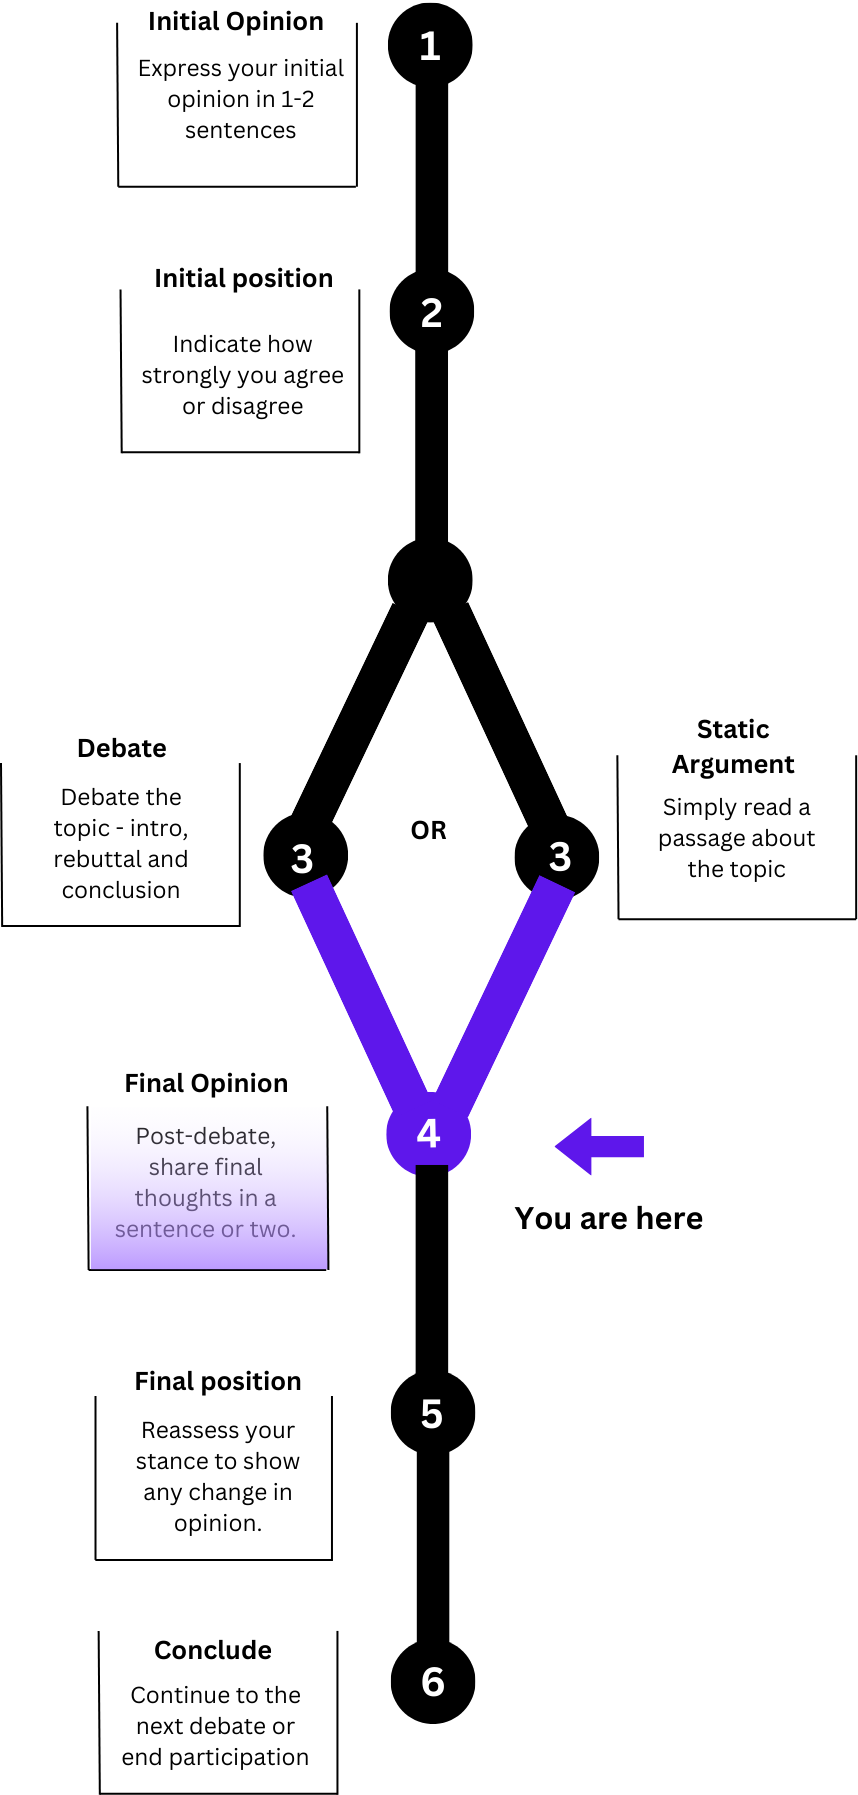 Initial Opinion
Express your initial
opinion in 1-2
sentences
1
Initial position
Indicate how
strongly you agree
or disagree
2
Debate
Debate the
topic - intro,
rebuttal and
conclusion
3
OR
3
Static
Argument
Simply read a
passage about
the topic
Final Opinion
Post-debate,
share final
thoughts in a
sentence or two.
4
You are here
Final position
Reassess your
stance to show
any change in
opinion.
5
Conclude
Continue to the
next debate or
end participation
6